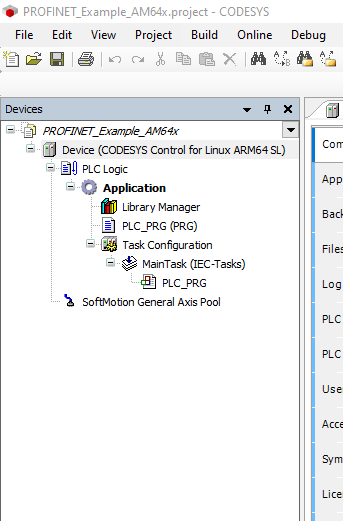 PROFINET_Example_AM64x.project - CODESYS
File Edit View Project Build Online Debug
Devices
PROFINET_Example_AM64x
Device (CODESYS Control for Linux ARM64 SL)
PLC Logic
Application
Library Manager
PLC_PRG (PRG)
Task Configuration
MainTask (IEC-Tasks)
PLC_PRG
SoftMotion General Axis Pool
Com
App
Back
Files
Log
PLC
PLC
Use
Acce
Sym
Lice